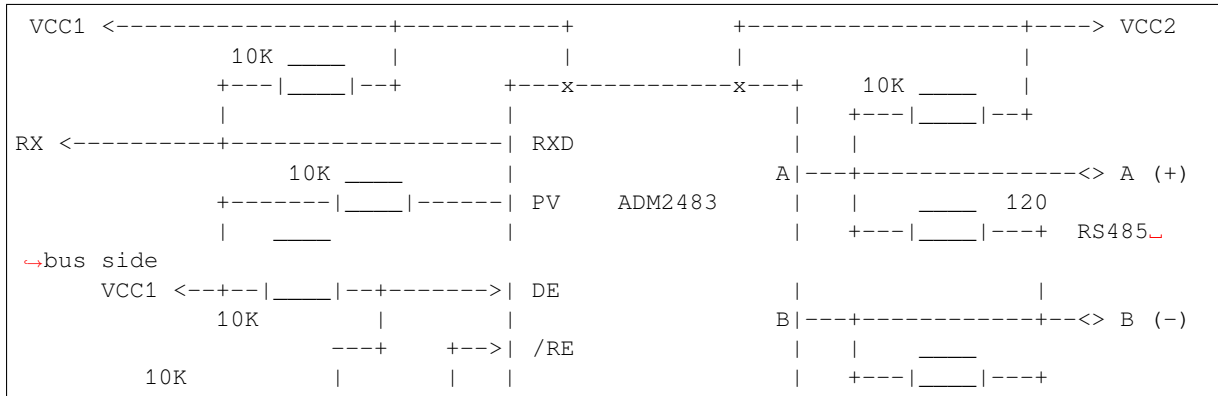 VCC1 <---------------+----------+              +-------------------+----> VCC2
               10K ____  |          |              |                   |
              +---|____|--+         +---x-----------x---+    10K ____   |
              |                     |                   |   +---|____|--+
RX <----------+-------------------| RXD                 |   |
                   10K ____         |                  A|---+---------------<> A (+)
              +-------|____|------| PV     ADM2483      |   |    ____  120
              |   ____              |                   |   +---|____|---+  RS485␣
↪bus side
      VCC1 <--+--|____|--+------->| DE                  |                |
              10K        |          |                  B|---+------------+--<> B (-)
                      ---+    +-->| /RE                 |   |    ____
         10K             |    |   |                     |   +---|____|---+